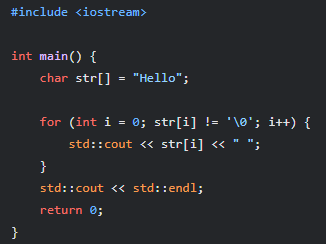 #include <iostream>

int main() {
    char str[] = "Hello";

    for (int i = 0; str[i] != '\0'; i++) {
        std::cout << str[i] << " ";
    }
    std::cout << std::endl;
    return 0;
}